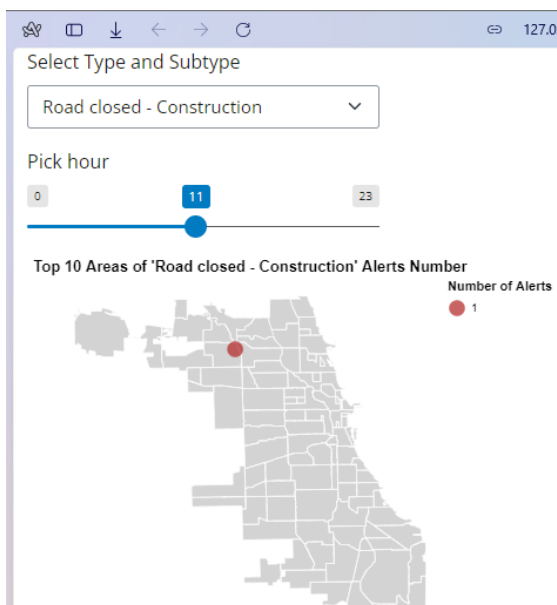 127.0
Select Type and Subtype
Road closed - Construction
Pick hour
0 11 23
Top 10 Areas of 'Road closed - Construction' Alerts Number
Number of Alerts
1